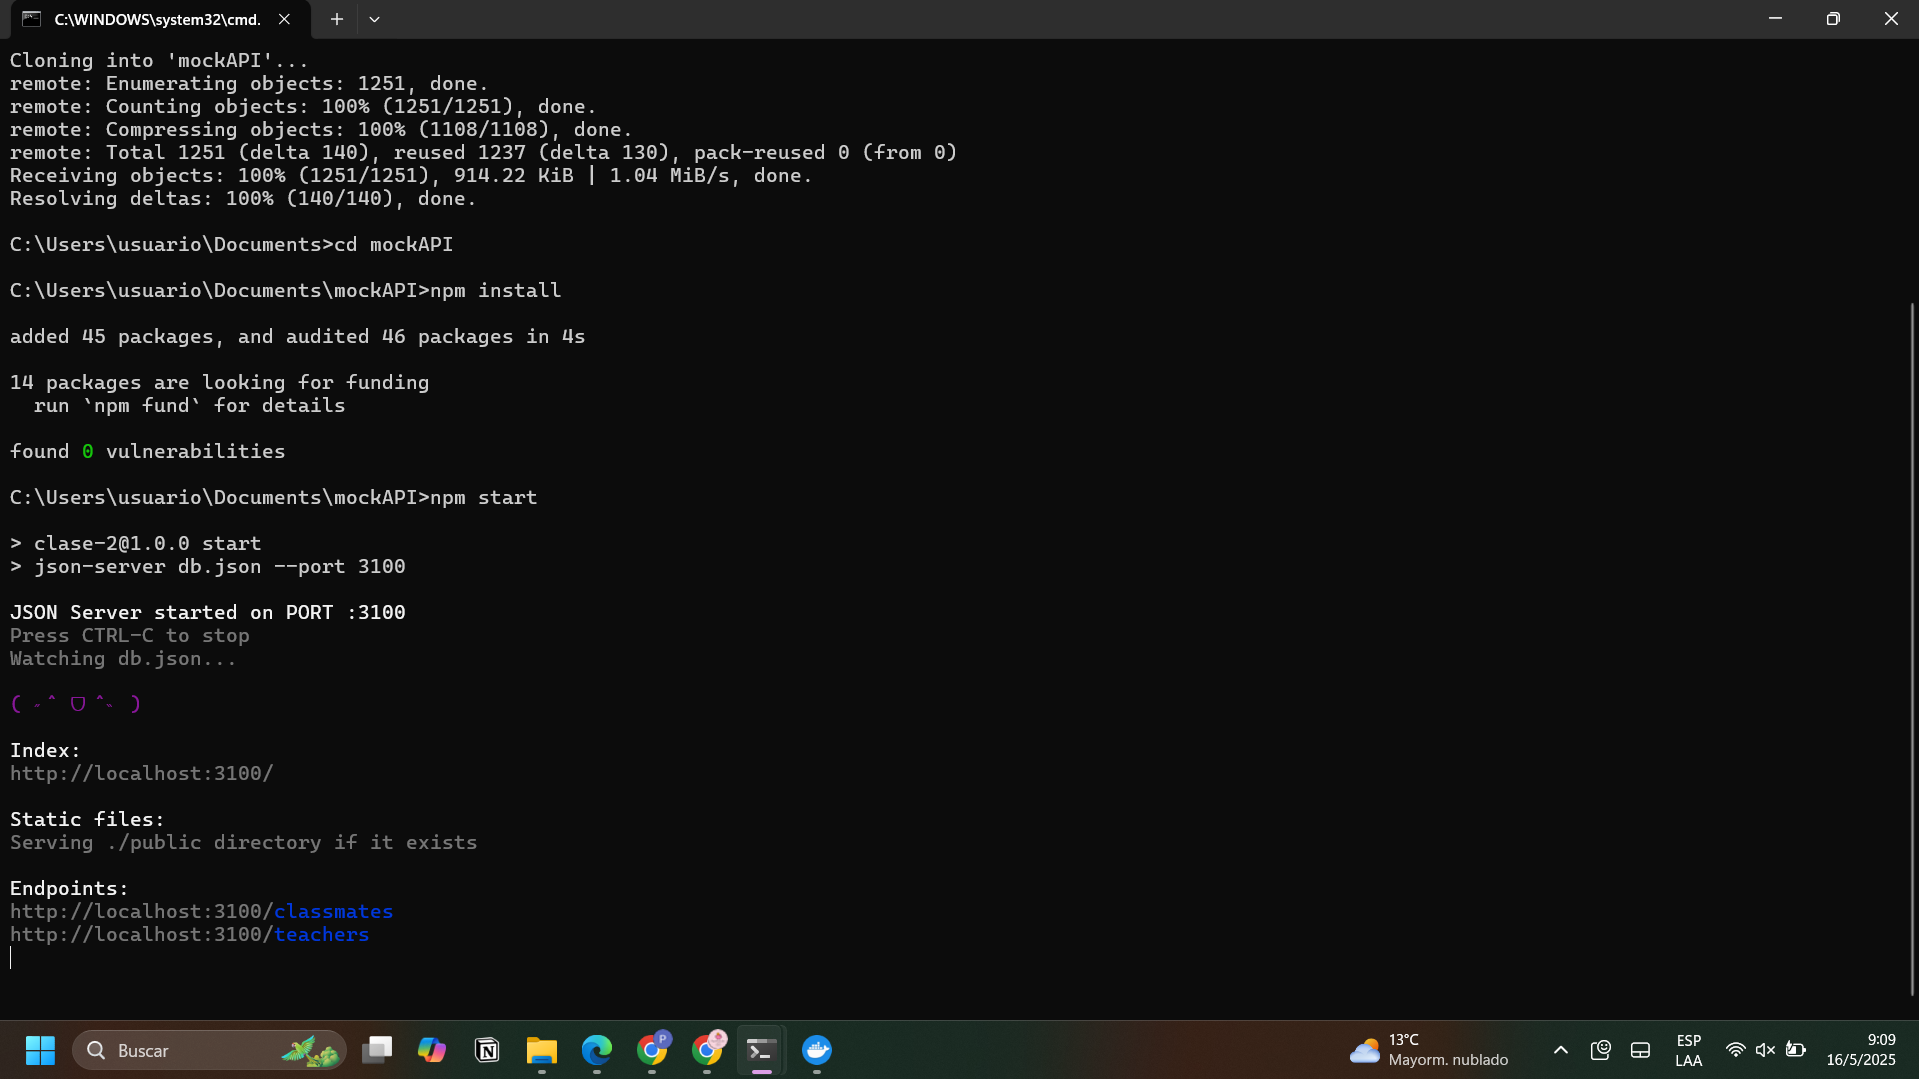 C:\WINDOWS\system32\cmd.
Cloning into 'mockAPI'...
remote: Enumerating objects: 1251, done.
remote: Counting objects: 100% (1251/1251), done.
remote: Compressing objects: 100% (1108/1108), done.
remote: Total 1251 (delta 140), reused 1237 (delta 130), pack-reused 0 (from 0)
Receiving objects: 100% (1251/1251), 914.22 KiB | 1.04 MiB/s, done.
Resolving deltas: 100% (140/140), done.
C:\Users\usuario\Documents>cd mockAPI
C:\Users\usuario\Documents\mockAPI>npm install
added 45 packages, and audited 46 packages in 4s
14 packages are looking for funding
  run `npm fund` for details
found 0 vulnerabilities
C:\Users\usuario\Documents\mockAPI>npm start
> clase-2@1.0.0 start
> json-server db.json --port 3100
JSON Server started on PORT :3100
Press CTRL-C to stop
Watching db.json...
( ˶ˆ ᗜ ˆ˵ )
Index:
http://localhost:3100/
Static files:
Serving ./public directory if it exists
Endpoints:
http://localhost:3100/classmates
http://localhost:3100/teachers
Buscar
P
13°C
Mayorm. nublado
ESP
LAA
9:09
16/5/2025